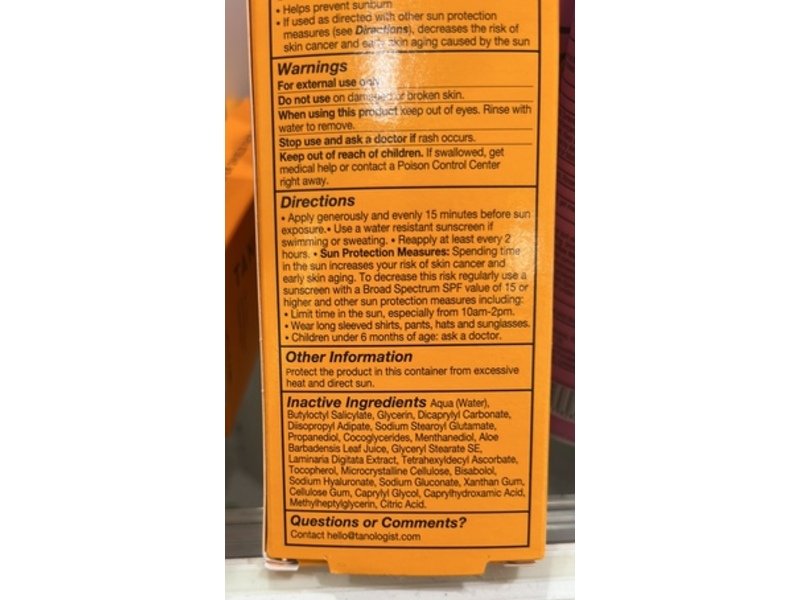 • Helps prevent sunburn
• If used as directed with other sun protection
measures (see Directions), decreases the risk of
skin cancer and early skin aging caused by the sun
Warnings
For external use only
Do not use on damaged or broken skin.
When using this product keep out of eyes. Rinse with
water to remove.
Stop use and ask a doctor if rash occurs.
Keep out of reach of children. If swallowed, get
medical help or contact a Poison Control Center
right away.
Directions
• Apply generously and evenly 15 minutes before sun
exposure. • Use a water resistant sunscreen if
swimming or sweating. • Reapply at least every 2
hours. • Sun Protection Measures: Spending time
in the sun increases your risk of skin cancer and
early skin aging. To decrease this risk regularly use a
sunscreen with a Broad Spectrum SPF value of 15 or
higher and other sun protection measures including:
• Limit time in the sun, especially from 10am-2pm.
• Wear long sleeved shirts, pants, hats and sunglasses.
• Children under 6 months of age: ask a doctor.
Other Information
Protect the product in this container from excessive
heat and direct sun.
Inactive Ingredients Aqua (Water),
Butyloctyl Salicylate, Glycerin, Dicaprylyl Carbonate,
Diisopropyl Adipate, Sodium Stearoyl Glutamate,
Propanediol, Cocoglycerides, Menthanediol, Aloe
Barbadensis Leaf Juice, Glyceryl Stearate SE,
Laminaria Digitata Extract, Tetrahexyldecyl Ascorbate,
Tocopherol, Microcrystalline Cellulose, Bisabolol,
Sodium Hyaluronate, Sodium Gluconate, Xanthan Gum,
Cellulose Gum, Caprylyl Glycol, Caprylhydroxamic Acid,
Methylheptylglycerin, Citric Acid.
Questions or Comments?
Contact hello@tanologist.com